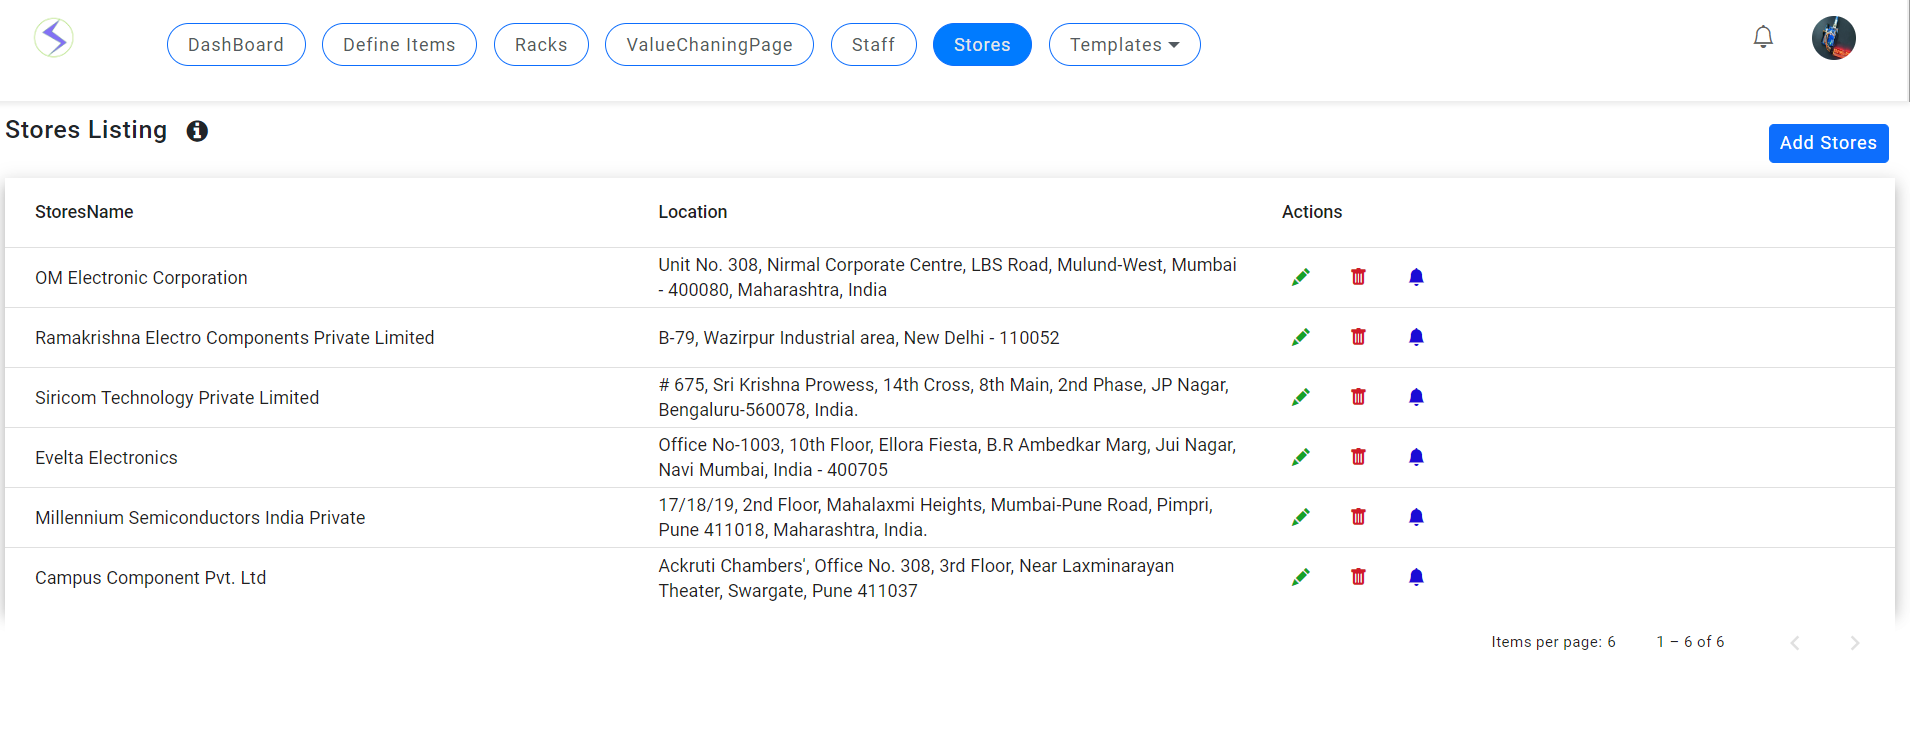 DashBoard
Define Items
Racks
ValueChaningPage
Staff
Stores
Templates
Stores Listing
Add Stores
StoresName
Location
Actions
OM Electronic Corporation
Unit No. 308, Nirmal Corporate Centre, LBS Road, Mulund-West, Mumbai
- 400080, Maharashtra, India
Ramakrishna Electro Components Private Limited
B-79, Wazirpur Industrial area, New Delhi - 110052
Siricom Technology Private Limited
# 675, Sri Krishna Prowess, 14th Cross, 8th Main, 2nd Phase, JP Nagar,
Bengaluru-560078, India.
Evelta Electronics
Office No-1003, 10th Floor, Ellora Fiesta, B.R Ambedkar Marg, Jui Nagar,
Navi Mumbai, India - 400705
Millennium Semiconductors India Private
17/18/19, 2nd Floor, Mahalaxmi Heights, Mumbai-Pune Road, Pimpri,
Pune 411018, Maharashtra, India.
Campus Component Pvt. Ltd
Ackruti Chambers', Office No. 308, 3rd Floor, Near Laxminarayan
Theater, Swargate, Pune 411037
Items per page: 6
1 – 6 of 6